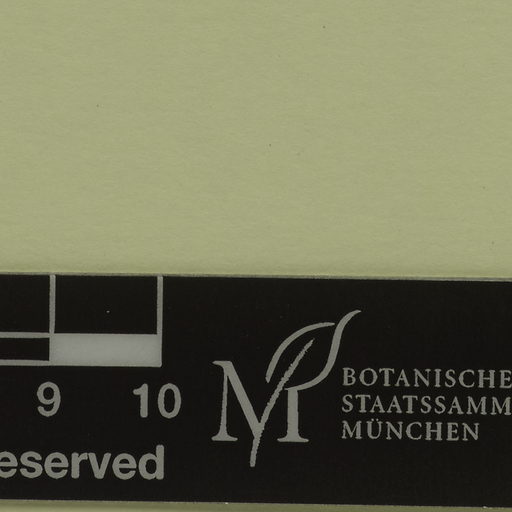 9 10
eserved
BOTANISCHE
STAATSSAMM
MÜNCHEN